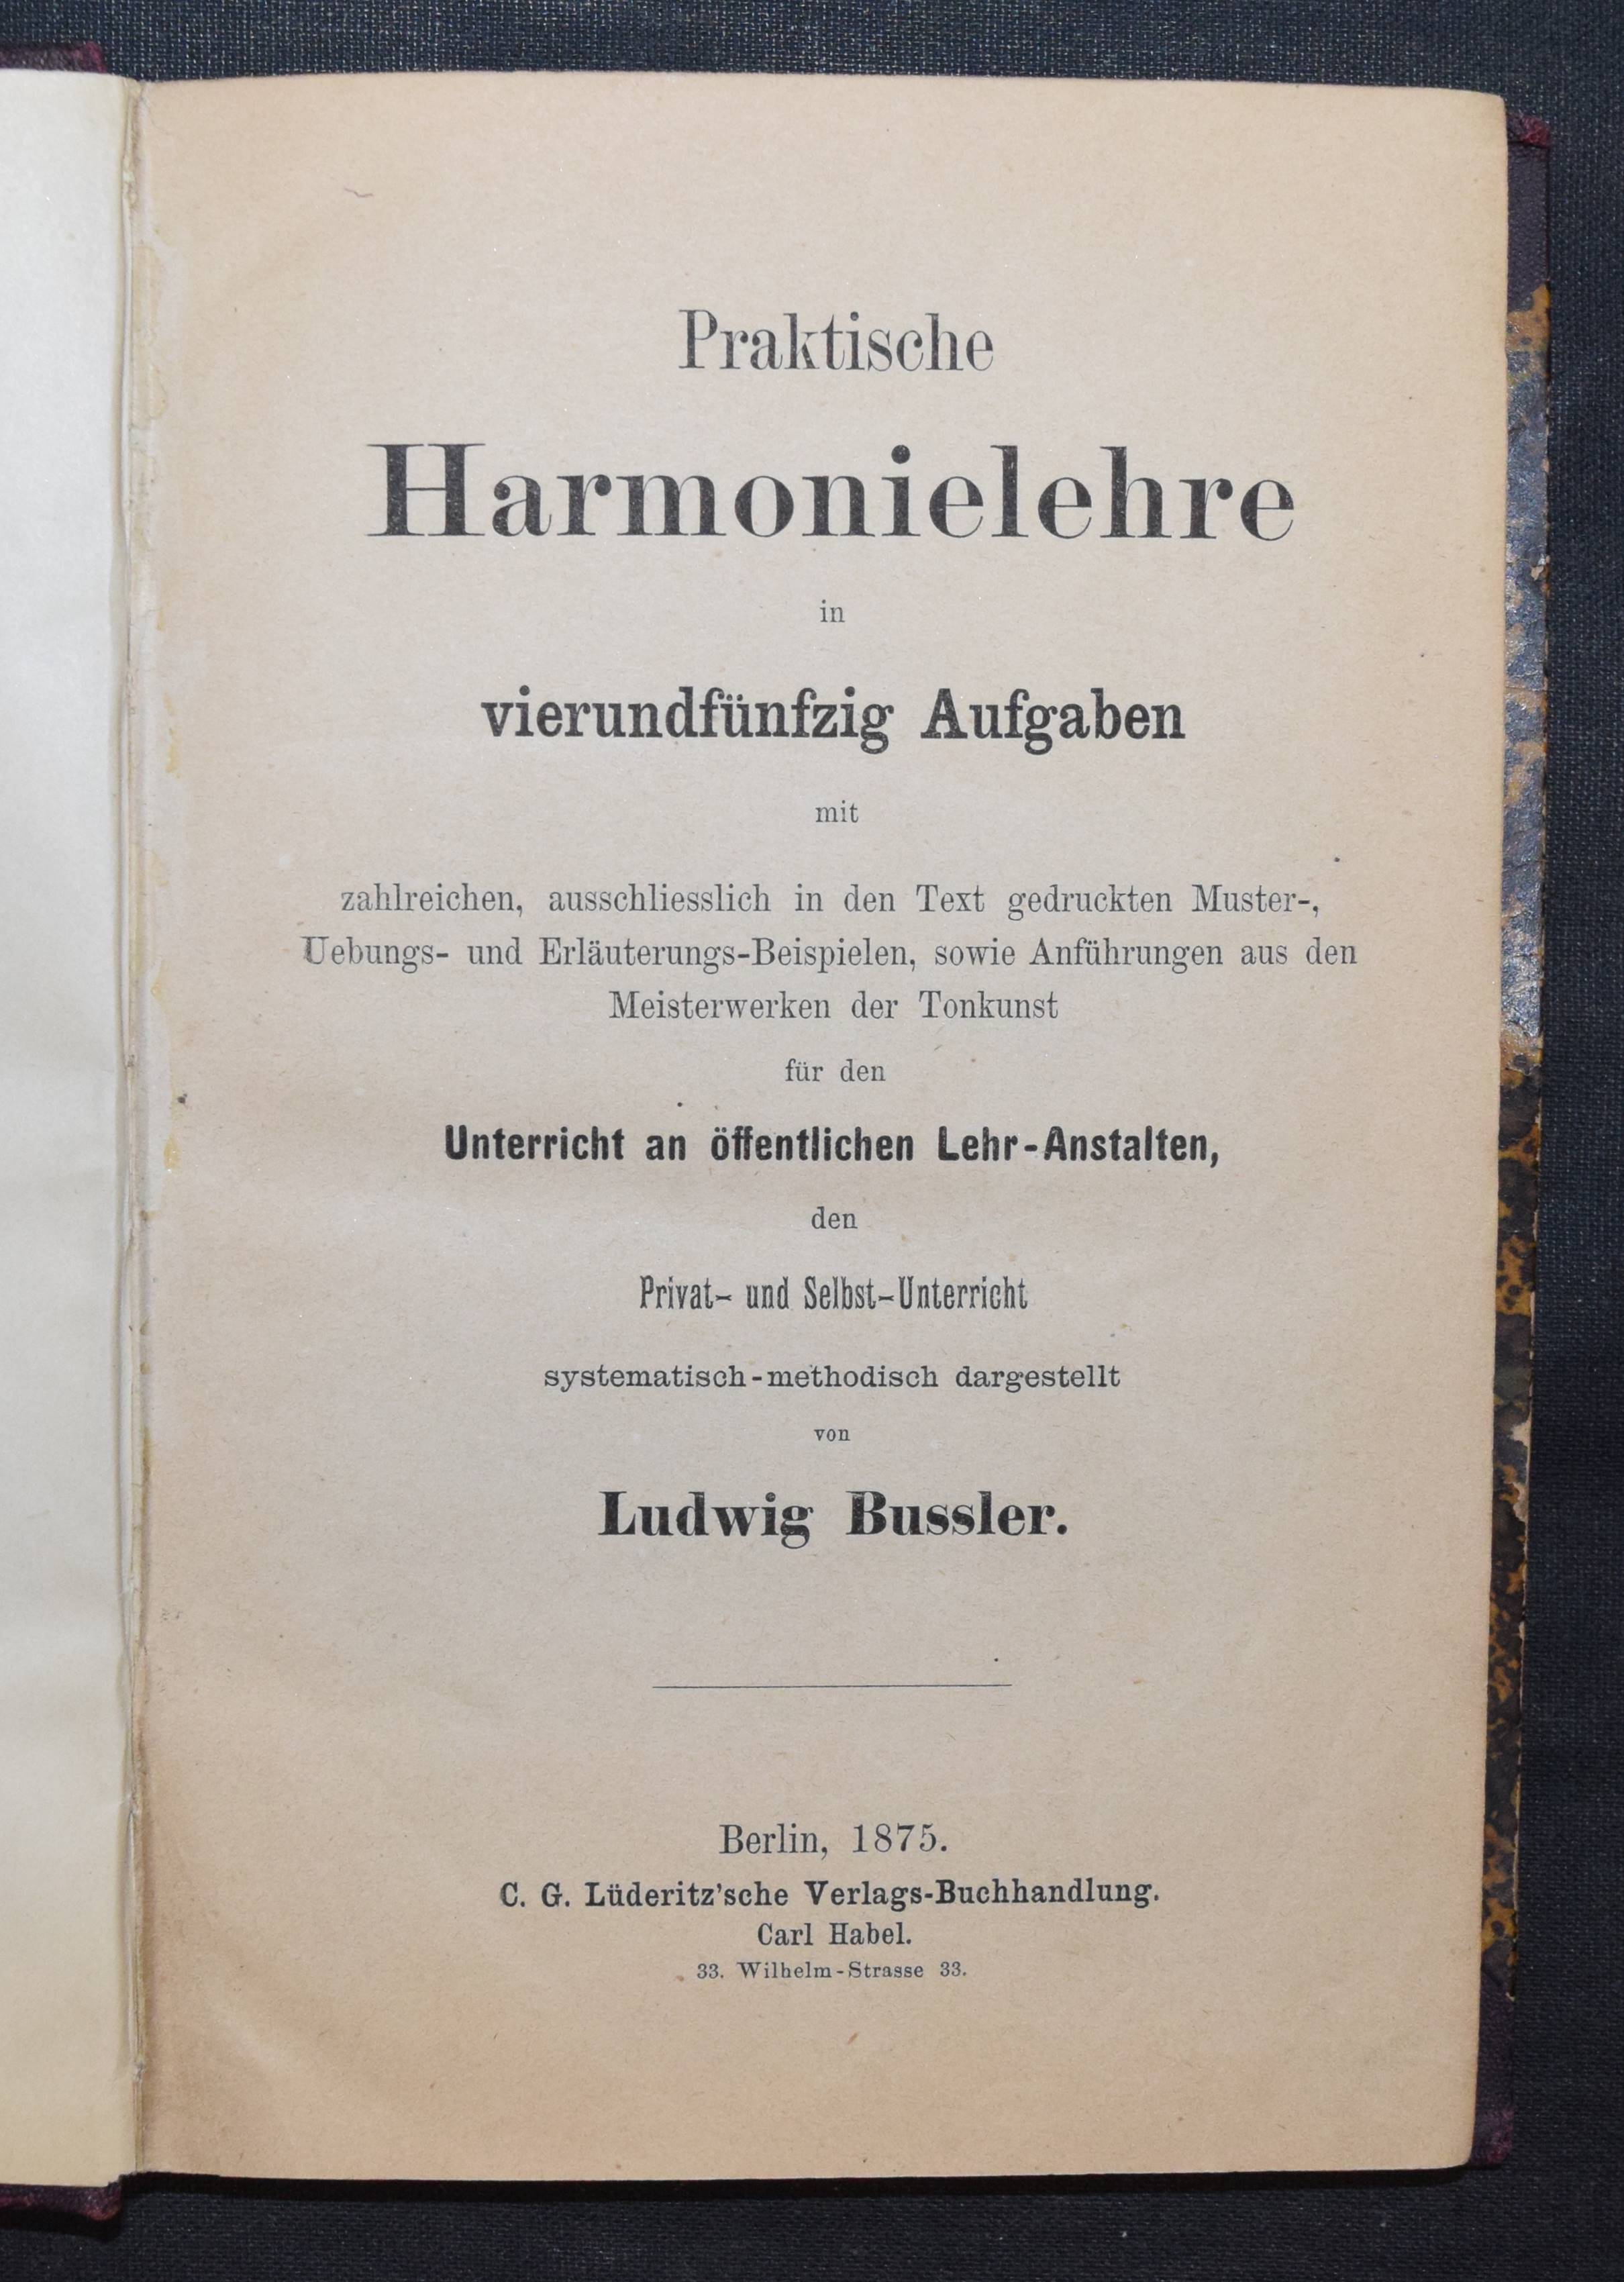 Praktische
Harmonielehre
in
vierundfünfzig Aufgaben
mit
zahlreichen, ausschliesslich in den Text gedruckten Muster-,
Uebungs- und Erläuterungs-Beispielen, sowie Anführungen aus den
Meisterwerken der Tonkunst
für den
Unterricht an öffentlichen Lehr-Anstalten,
den
Privat- und Selbst-Unterricht
systematisch-methodisch dargestellt
von
Ludwig Bussler.
Berlin, 1875.
C. G. Lüderitz'sche Verlags-Buchhandlung.
Carl Habel.
33. Wilhelm-Strasse 33.